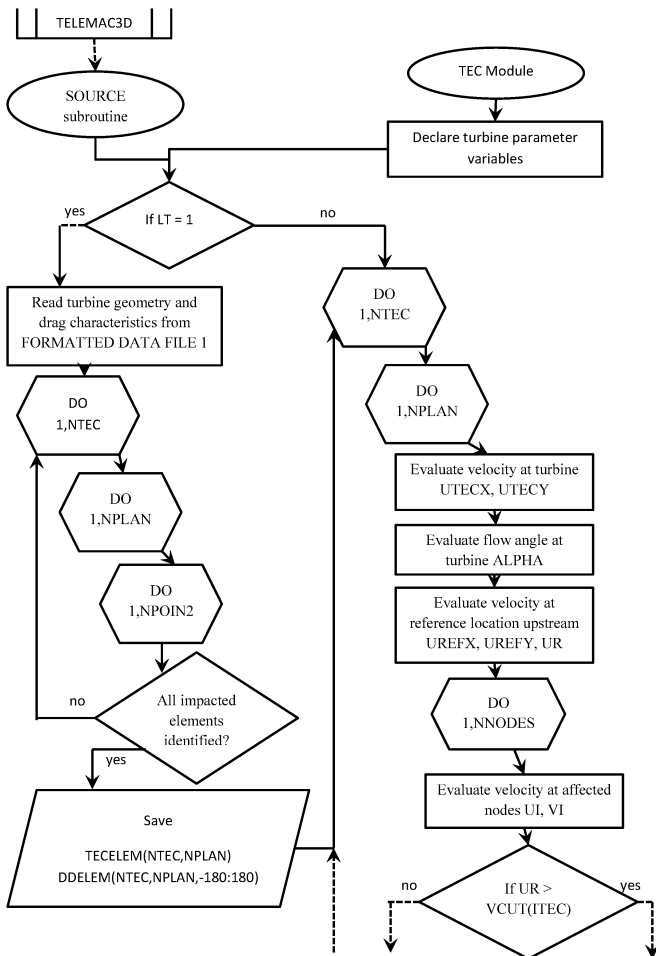 TELEMAC3D
SOURCE
subroutine
TEC Module
Declare turbine parameter
variables
If LT = 1
yes
no
Read turbine geometry and
drag characteristics from
FORMATTED DATA FILE 1
DO
1,NTEC
DO
1,NPLAN
DO
1,NPOIN2
All impacted
elements
identified?
no
yes
Save
TECELEM(NTEC,NPLAN)
DDELEM(NTEC,NPLAN,-180:180)
DO
1,NTEC
DO
1,NPLAN
Evaluate velocity at turbine
UTECX, UTECY
Evaluate flow angle at
turbine ALPHA
Evaluate velocity at
reference location upstream
UREFX, UREFY, UR
DO
1,NNODES
Evaluate velocity at affected
nodes UI, VI
If UR >
VCUT(ITEC)
no
yes